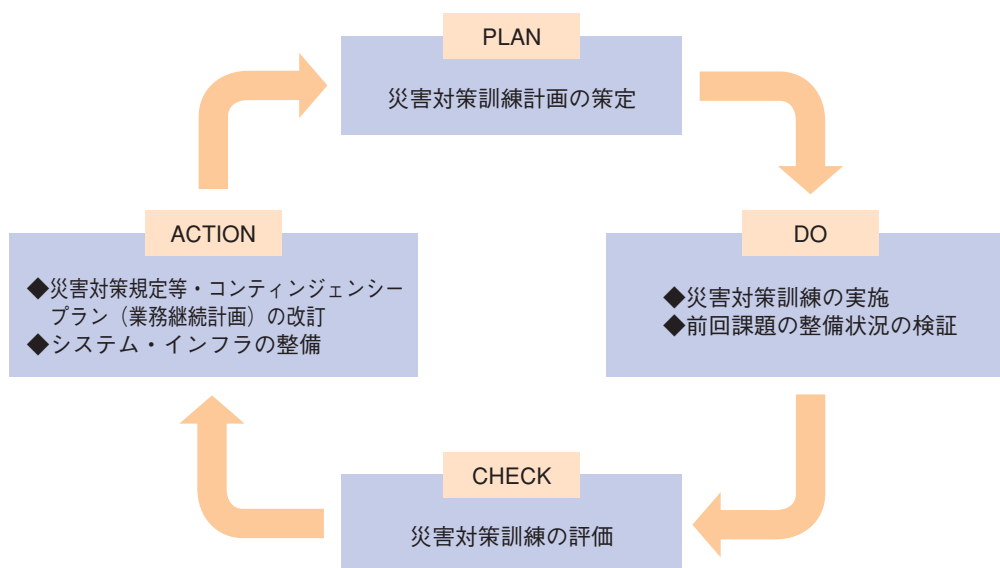 PLAN
災害対策訓練計画の策定
ACTION
◆災害対策規定等・コンティンジェンシー
プラン（業務継続計画）の改訂
◆システム・インフラの整備
DO
◆災害対策訓練の実施
◆前回課題の整備状況の検証
CHECK
災害対策訓練の評価